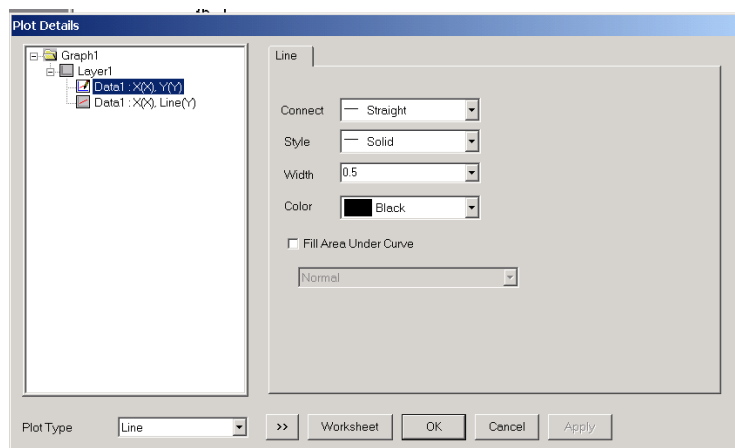 Plot Details
Graph1
Layer1
Data1 : X(X), Y(Y)
Data1 : X(X), Line(Y)
Line
Connect
Straight
Style
Solid
Width
0.5
Color
Black
Fill Area Under Curve
Normal
Plot Type
Line
>>
Worksheet
OK
Cancel
Apply